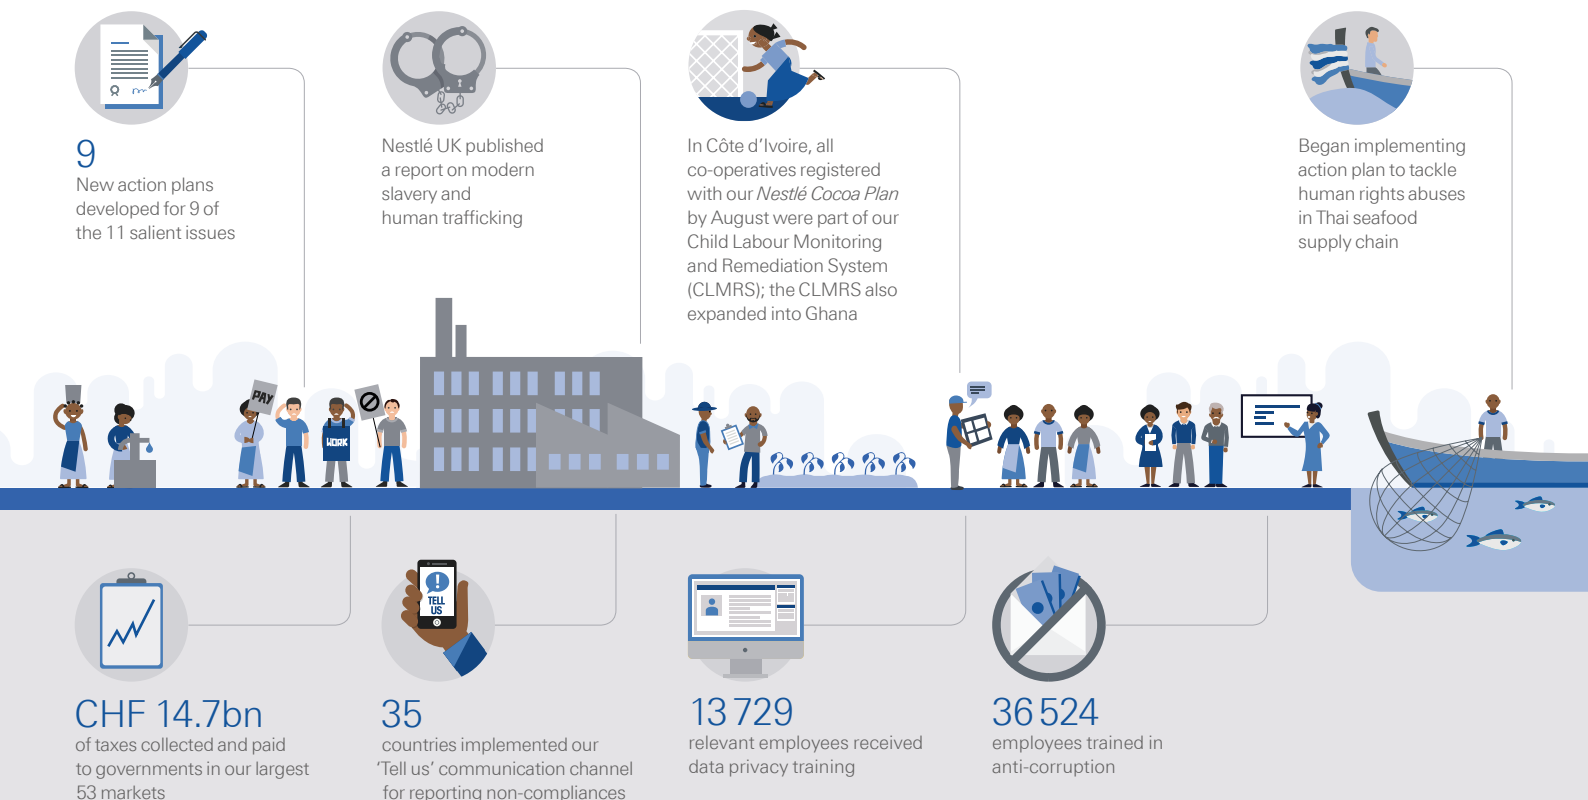 9
New action plans
developed for 9 of
the 11 salient issues
Nestlé UK published
a report on modern
slavery and
human trafficking
In Côte d’Ivoire, all
co-operatives registered
with our Nestlé Cocoa Plan
by August were part of our
Child Labour Monitoring
and Remediation System
(CLMRS); the CLMRS also
expanded into Ghana
Began implementing
action plan to tackle
human rights abuses
in Thai seafood
supply chain
PAY
WORK
CHF 14.7bn
of taxes collected and paid
to governments in our largest
53 markets
TELL
US
35
countries implemented our
‘Tell us’ communication channel
for reporting non-compliances
13 729
relevant employees received
data privacy training
36 524
employees trained in
anti-corruption